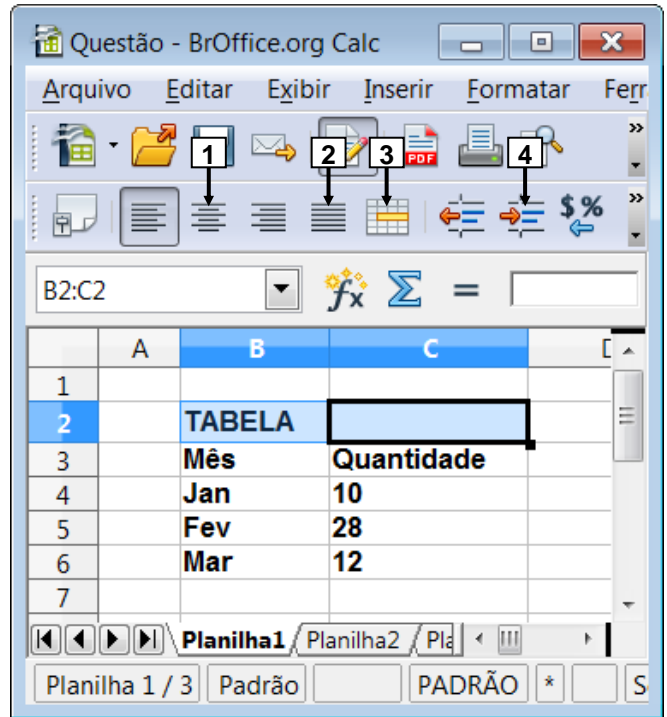 Questão - BrOffice.org Calc
Arquivo Editar Exibir Inserir Formatar Ferr
1 2 3 4
PDF
$ %
B2:C2 fx Σ =
A B C D
1
2 TABELA
3 Mês Quantidade
4 Jan 10
5 Fev 28
6 Mar 12
7
Planilha1 Planilha2 Pla
Planilha 1 / 3 Padrão PADRÃO * S